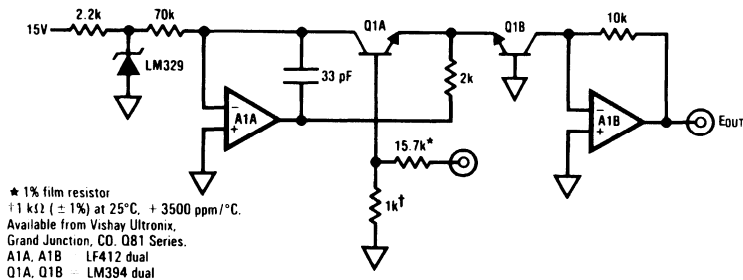 15V
2.2k
70k
LM329
33 pF
A1A
Q1A
2k
Q1B
10k
A1B
EOUT
15.7k*
1k†
* 1% film resistor
†1 kΩ (±1%) at 25°C, +3500 ppm/°C.
Available from Vishay Ultronix,
Grand Junction, CO. Q81 Series.
A1A, A1B LF412 dual
Q1A, Q1B – LM394 dual